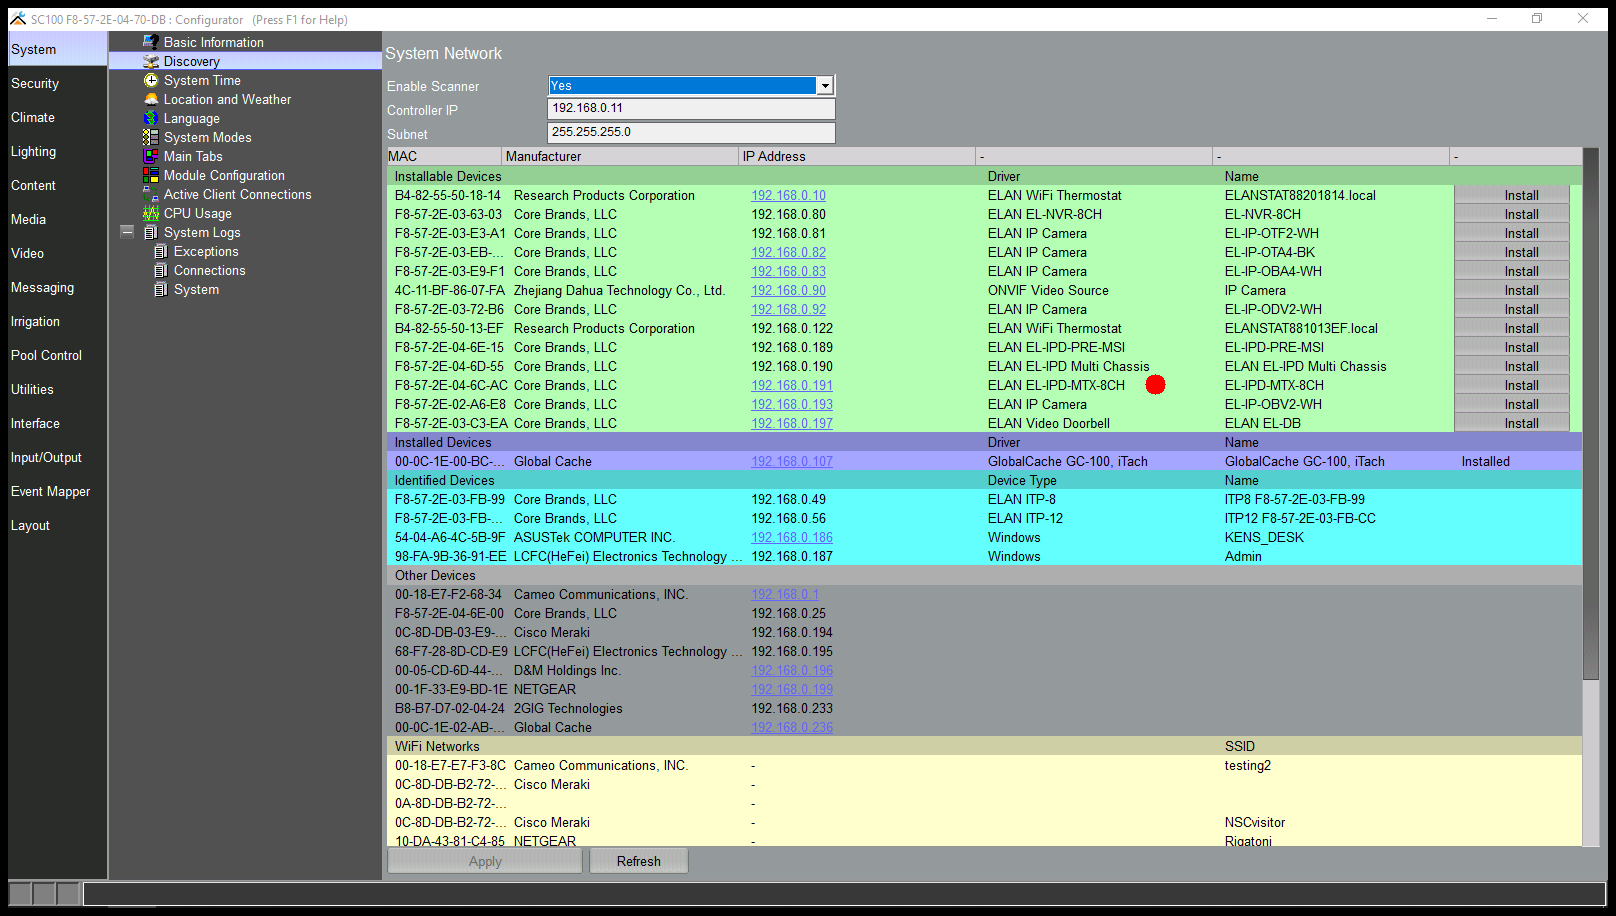 SC100 F8-57-2E-04-70-DB : Configurator (Press F1 for Help)
System
Security
Climate
Lighting
Content
Media
Video
Messaging
Irrigation
Pool Control
Utilities
Interface
Input/Output
Event Mapper
Layout
Basic Information
Discovery
System Time
Location and Weather
Language
System Modes
Main Tabs
Module Configuration
Active Client Connections
CPU Usage
System Logs
Exceptions
Connections
System
System Network
Enable Scanner Yes
Controller IP 192.168.0.11
Subnet 255.255.255.0
MAC Manufacturer IP Address - - -
Installable Devices Driver Name
B4-82-55-50-18-14 Research Products Corporation 192.168.0.10 ELAN WiFi Thermostat ELANSTAT88201814.local Install
F8-57-2E-03-63-03 Core Brands, LLC 192.168.0.80 ELAN EL-NVR-8CH EL-NVR-8CH Install
F8-57-2E-03-E3-A1 Core Brands, LLC 192.168.0.81 ELAN IP Camera EL-IP-OTF2-WH Install
F8-57-2E-03-EB-... Core Brands, LLC 192.168.0.82 ELAN IP Camera EL-IP-OTA4-BK Install
F8-57-2E-03-E9-F1 Core Brands, LLC 192.168.0.83 ELAN IP Camera EL-IP-OBA4-WH Install
4C-11-BF-86-07-FA Zhejiang Dahua Technology Co., Ltd. 192.168.0.90 ONVIF Video Source IP Camera Install
F8-57-2E-03-72-B6 Core Brands, LLC 192.168.0.92 ELAN IP Camera EL-IP-ODV2-WH Install
B4-82-55-50-13-EF Research Products Corporation 192.168.0.122 ELAN WiFi Thermostat ELANSTAT881013EF.local Install
F8-57-2E-04-6E-15 Core Brands, LLC 192.168.0.189 ELAN EL-IPD-PRE-MSI EL-IPD-PRE-MSI Install
F8-57-2E-04-6D-55 Core Brands, LLC 192.168.0.190 ELAN EL-IPD Multi Chassis ELAN EL-IPD Multi Chassis Install
F8-57-2E-04-6C-AC Core Brands, LLC 192.168.0.191 ELAN EL-IPD-MTX-8CH EL-IPD-MTX-8CH Install
F8-57-2E-02-A6-E8 Core Brands, LLC 192.168.0.193 ELAN IP Camera EL-IP-OBV2-WH Install
F8-57-2E-03-C3-EA Core Brands, LLC 192.168.0.197 ELAN Video Doorbell ELAN EL-DB Install
Installed Devices Driver Name
00-0C-1E-00-BC-... Global Cache 192.168.0.107 GlobalCache GC-100, iTach GlobalCache GC-100, iTach Installed
Identified Devices Device Type Name
F8-57-2E-03-FB-99 Core Brands, LLC 192.168.0.49 ELAN ITP-8 ITP8 F8-57-2E-03-FB-99
F8-57-2E-03-FB-... Core Brands, LLC 192.168.0.56 ELAN ITP-12 ITP12 F8-57-2E-03-FB-CC
54-04-A6-4C-5B-9F ASUSTek COMPUTER INC. 192.168.0.186 Windows KENS_DESK
98-FA-9B-36-91-EE LCFC(HeFei) Electronics Technology ... 192.168.0.187 Windows Admin
Other Devices
00-18-E7-F2-68-34 Cameo Communications, INC. 192.168.0.1
F8-57-2E-04-6E-00 Core Brands, LLC 192.168.0.25
0C-8D-DB-03-E9-... Cisco Meraki 192.168.0.194
68-F7-28-8D-CD-E9 LCFC(HeFei) Electronics Technology ... 192.168.0.195
00-05-CD-6D-44-... D&M Holdings Inc. 192.168.0.196
00-1F-33-E9-BD-1E NETGEAR 192.168.0.199
B8-B7-D7-02-04-24 2GIG Technologies 192.168.0.233
00-0C-1E-02-AB-... Global Cache 192.168.0.236
WiFi Networks SSID
00-18-E7-E7-F3-8C Cameo Communications, INC. - testing2
0C-8D-DB-B2-72-... Cisco Meraki -
0A-8D-DB-B2-72-... -
0C-8D-DB-B2-72-... Cisco Meraki - NSCvisitor
10-DA-43-81-C4-85 NETGEAR - Rigatoni
Apply Refresh